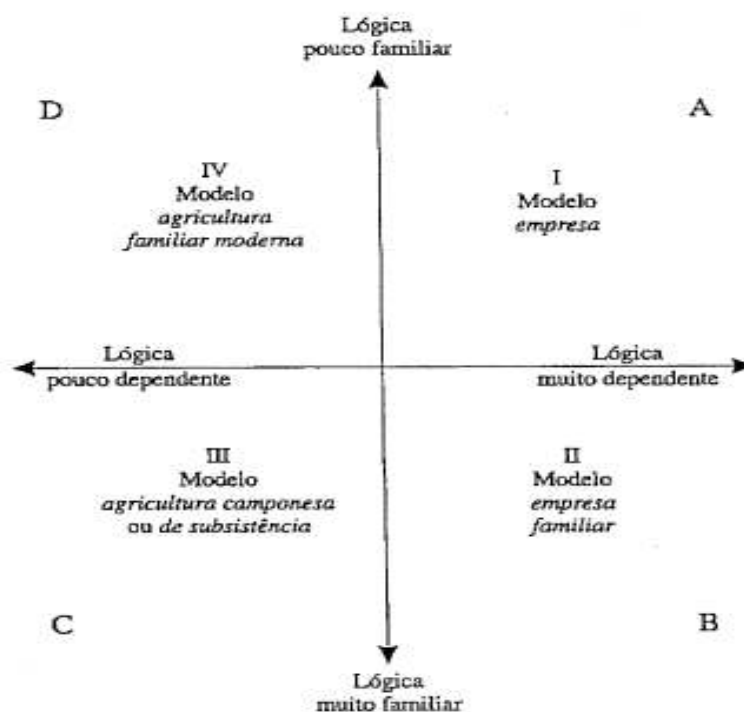 Lógica
pouco familiar
D
A
IV
Modelo
agricultura
familiar moderna
I
Modelo
empresa
Lógica
pouco dependente
Lógica
muito dependente
III
Modelo
agricultura camponesa
ou de subsistência
II
Modelo
empresa
familiar
C
B
Lógica
muito familiar